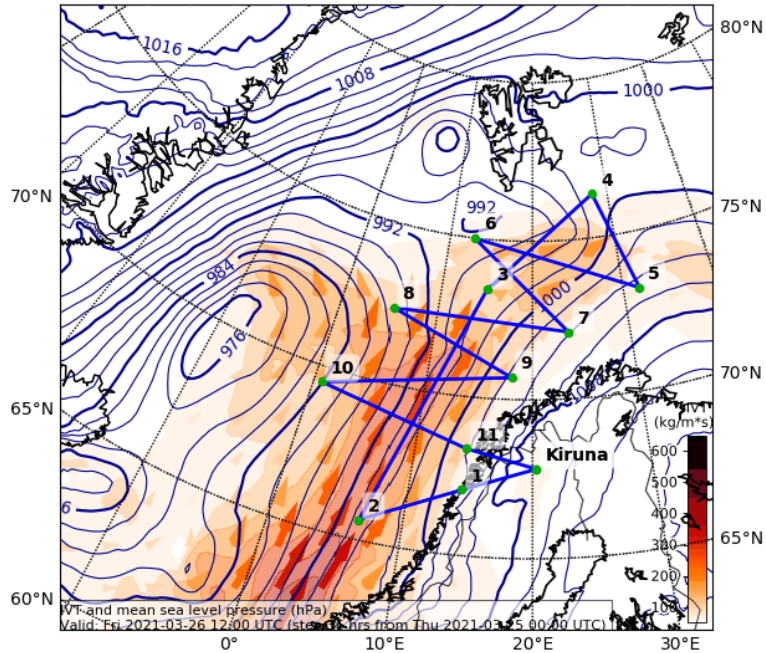 80°N
1016
1008
1000
4
70°N
75°N
992
6
992
984
3
5
8
000
7
976
9
10
70°N
65°N
IVT
(kg/m*s)
11
600
Kiruna
1
500
2
6
400
300
65°N
200
100
60°N
IVT and mean sea level pressure (hPa)
Valid: Fri 2021-03-26 12:00 UTC hrs from Thu 2021-03-25 00:00 UTC)
0°
10°E
20°E
30°E